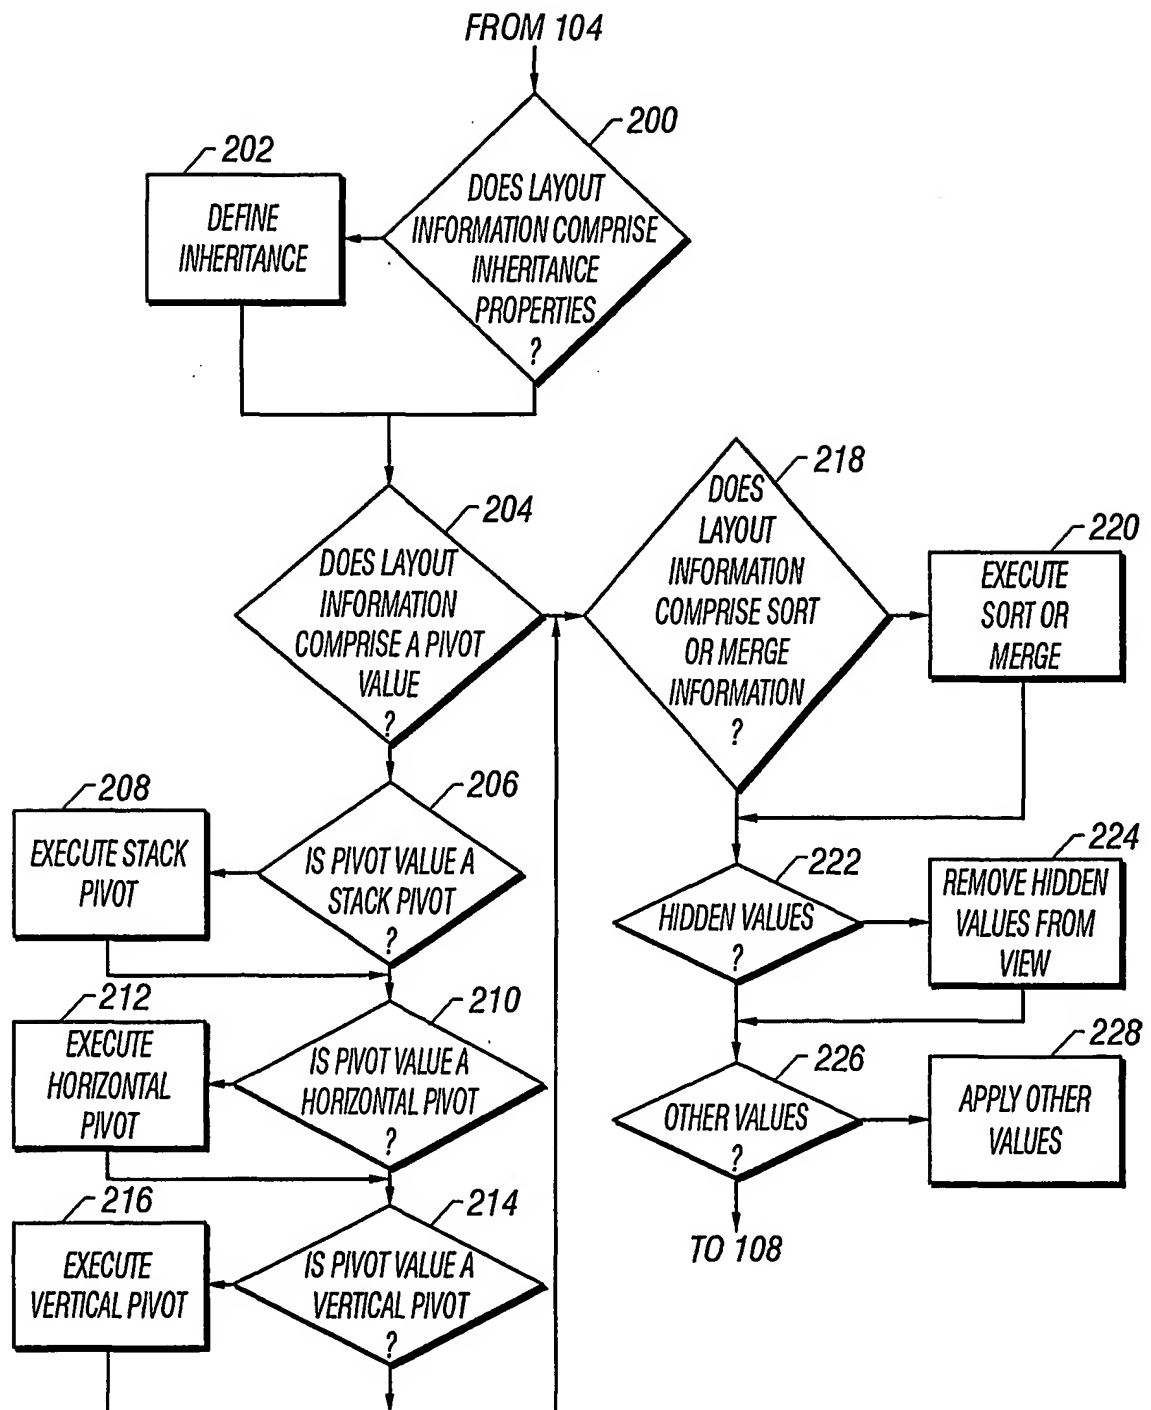 FROM 104
200
DOES LAYOUT
INFORMATION COMPRISE
INHERITANCE
PROPERTIES
?
202
DEFINE
INHERITANCE
204
DOES LAYOUT
INFORMATION
COMPRISE A PIVOT
VALUE
?
206
IS PIVOT VALUE A
STACK PIVOT
?
208
EXECUTE STACK
PIVOT
210
IS PIVOT VALUE A
HORIZONTAL PIVOT
?
212
EXECUTE
HORIZONTAL
PIVOT
214
IS PIVOT VALUE A
VERTICAL PIVOT
?
216
EXECUTE
VERTICAL PIVOT
218
DOES
LAYOUT
INFORMATION
COMPRISE SORT
OR MERGE
INFORMATION
?
220
EXECUTE
SORT OR
MERGE
222
HIDDEN VALUES
?
224
REMOVE HIDDEN
VALUES FROM
VIEW
226
OTHER VALUES
?
228
APPLY OTHER
VALUES
TO 108